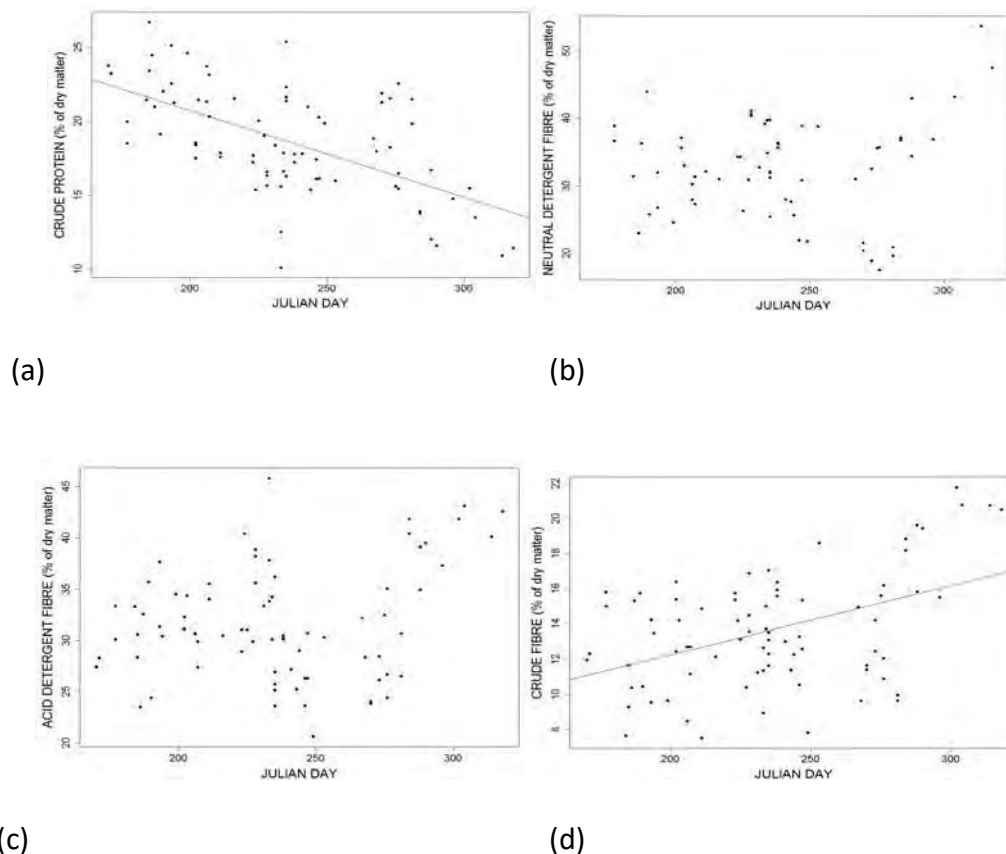 CRUDE PROTEIN (% of dry matter)
25
20
15
10
200
250
300
JULIAN DAY
NEUTRAL DETERGENT FIBRE (% of dry matter)
50
40
30
20
200
250
300
JULIAN DAY
(a)
(b)
ACID DETERGENT FIBRE (% of dry matter)
45
40
35
30
25
20
200
250
300
JULIAN DAY
CRUDE FIBRE (% of dry matter)
22
20
18
16
14
12
10
8
200
250
300
JULIAN DAY
(c)
(d)